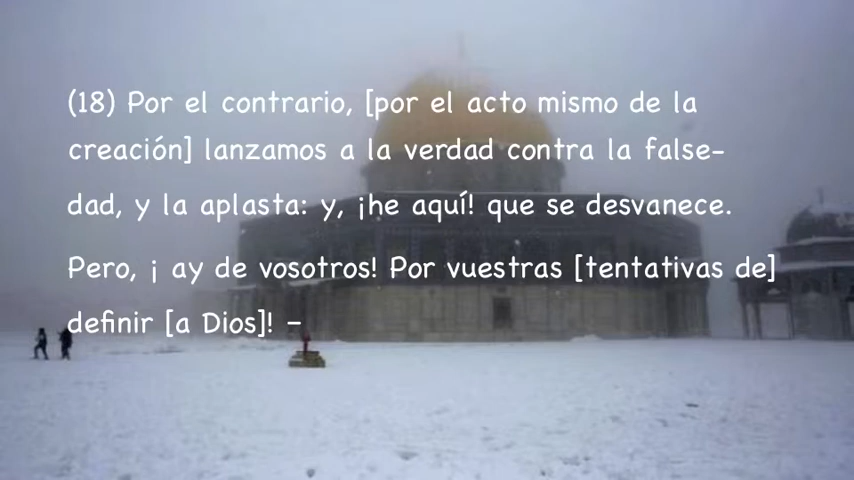 (18) Por el contrario, [por el acto mismo de la
creación] lanzamos a la verdad contra la false-
dad, y la aplasta: y, ¡he aquí! que se desvanece.
Pero, ¡ ay de vosotros! Por vuestras [tentativas de]
definir [a Dios]! –